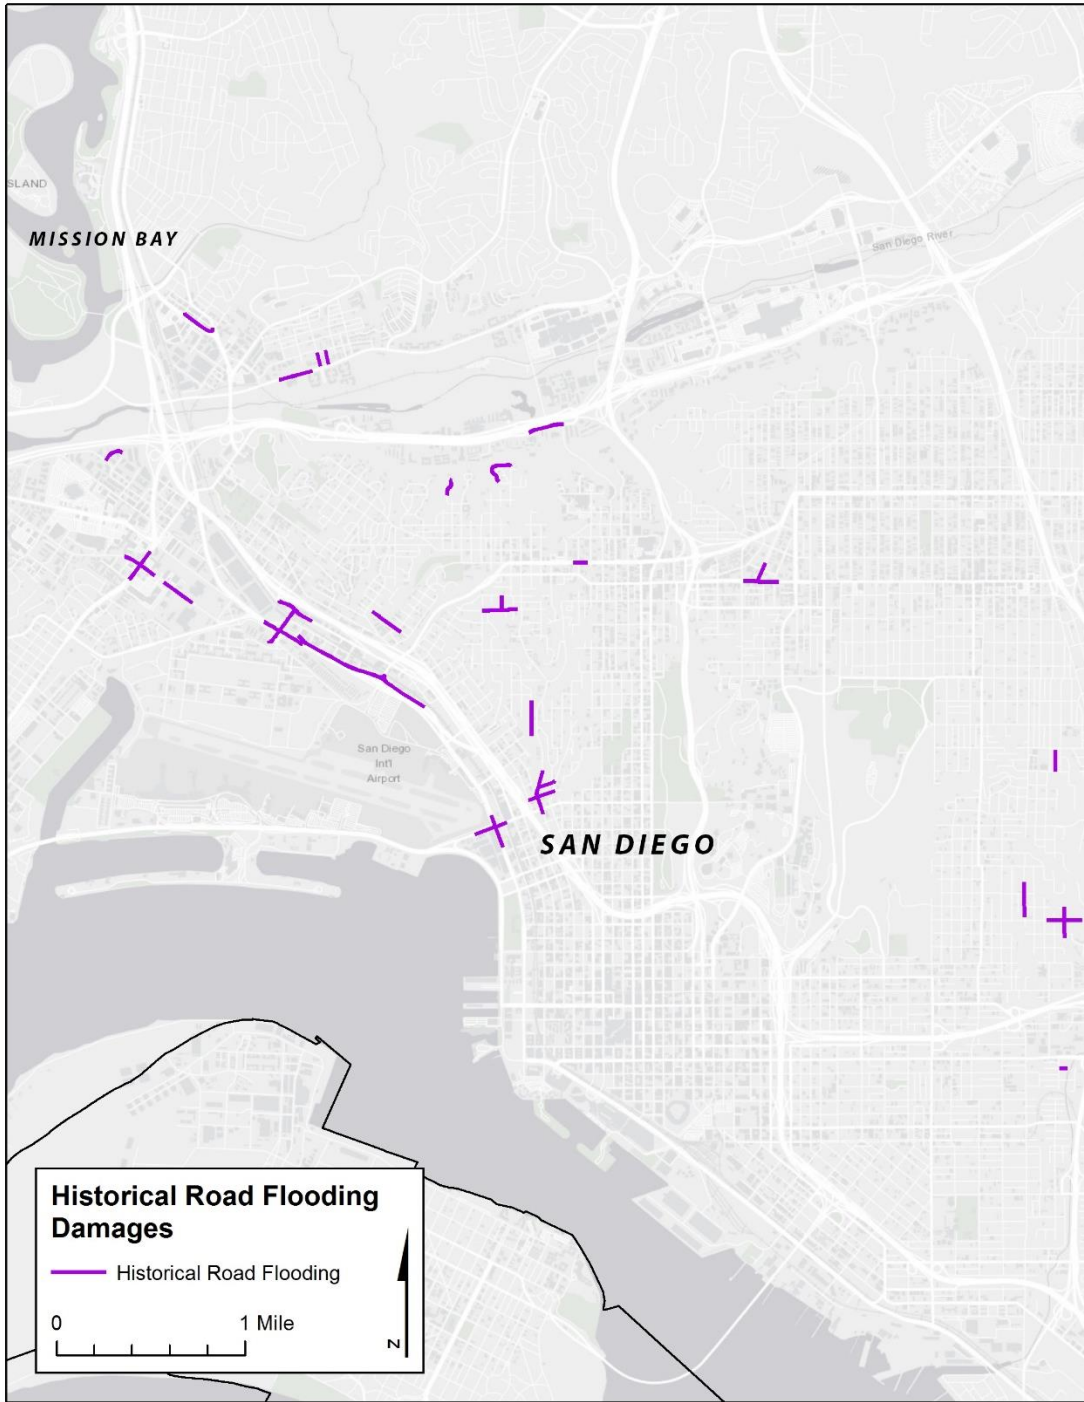 SLAND
MISSION BAY
San Diego River
San Diego
Int'l
Airport
SAN DIEGO
Historical Road Flooding
Damages
Historical Road Flooding
0 1 Mile
N